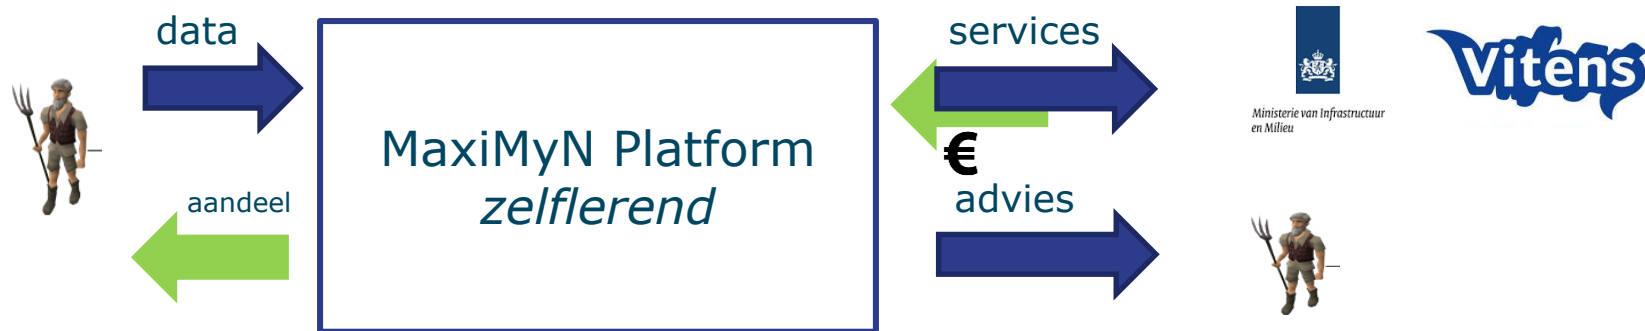 data
aandeel
MaxiMyN Platform
zelflerend
services
€
advies
Ministerie van Infrastructuur
en Milieu
Vitens